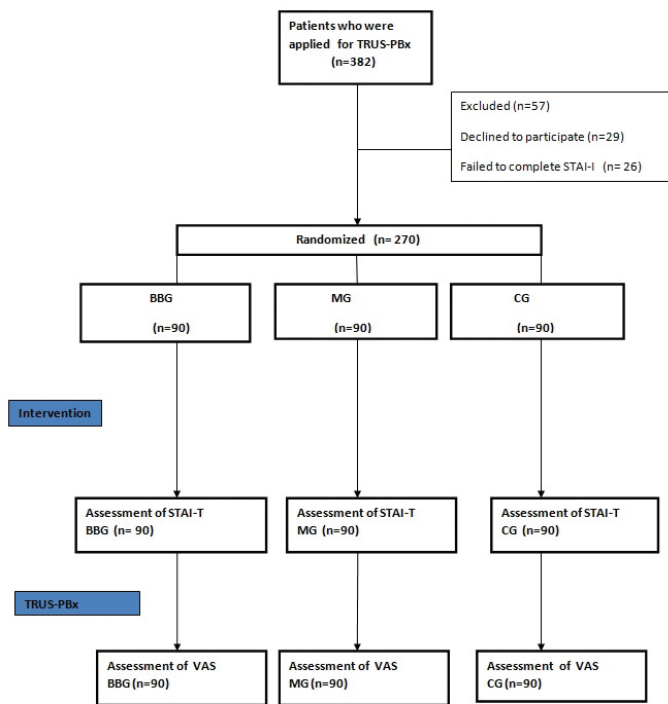 Patients who were
applied for TRUS-PBx
(n=382)
Excluded (n=57)
Declined to participate (n=29)
Failed to complete STAI-I (n= 26)
Randomized (n= 270)
BBG
(n=90)
MG
(n=90)
CG
(n=90)
Intervention
Assessment of STAI-T
BBG (n= 90)
Assessment of STAI-T
MG (n=90)
Assessment of STAI-T
CG (n=90)
TRUS-PBx
Assessment of VAS
BBG (n=90)
Assessment of VAS
MG (n=90)
Assessment of VAS
CG (n=90)